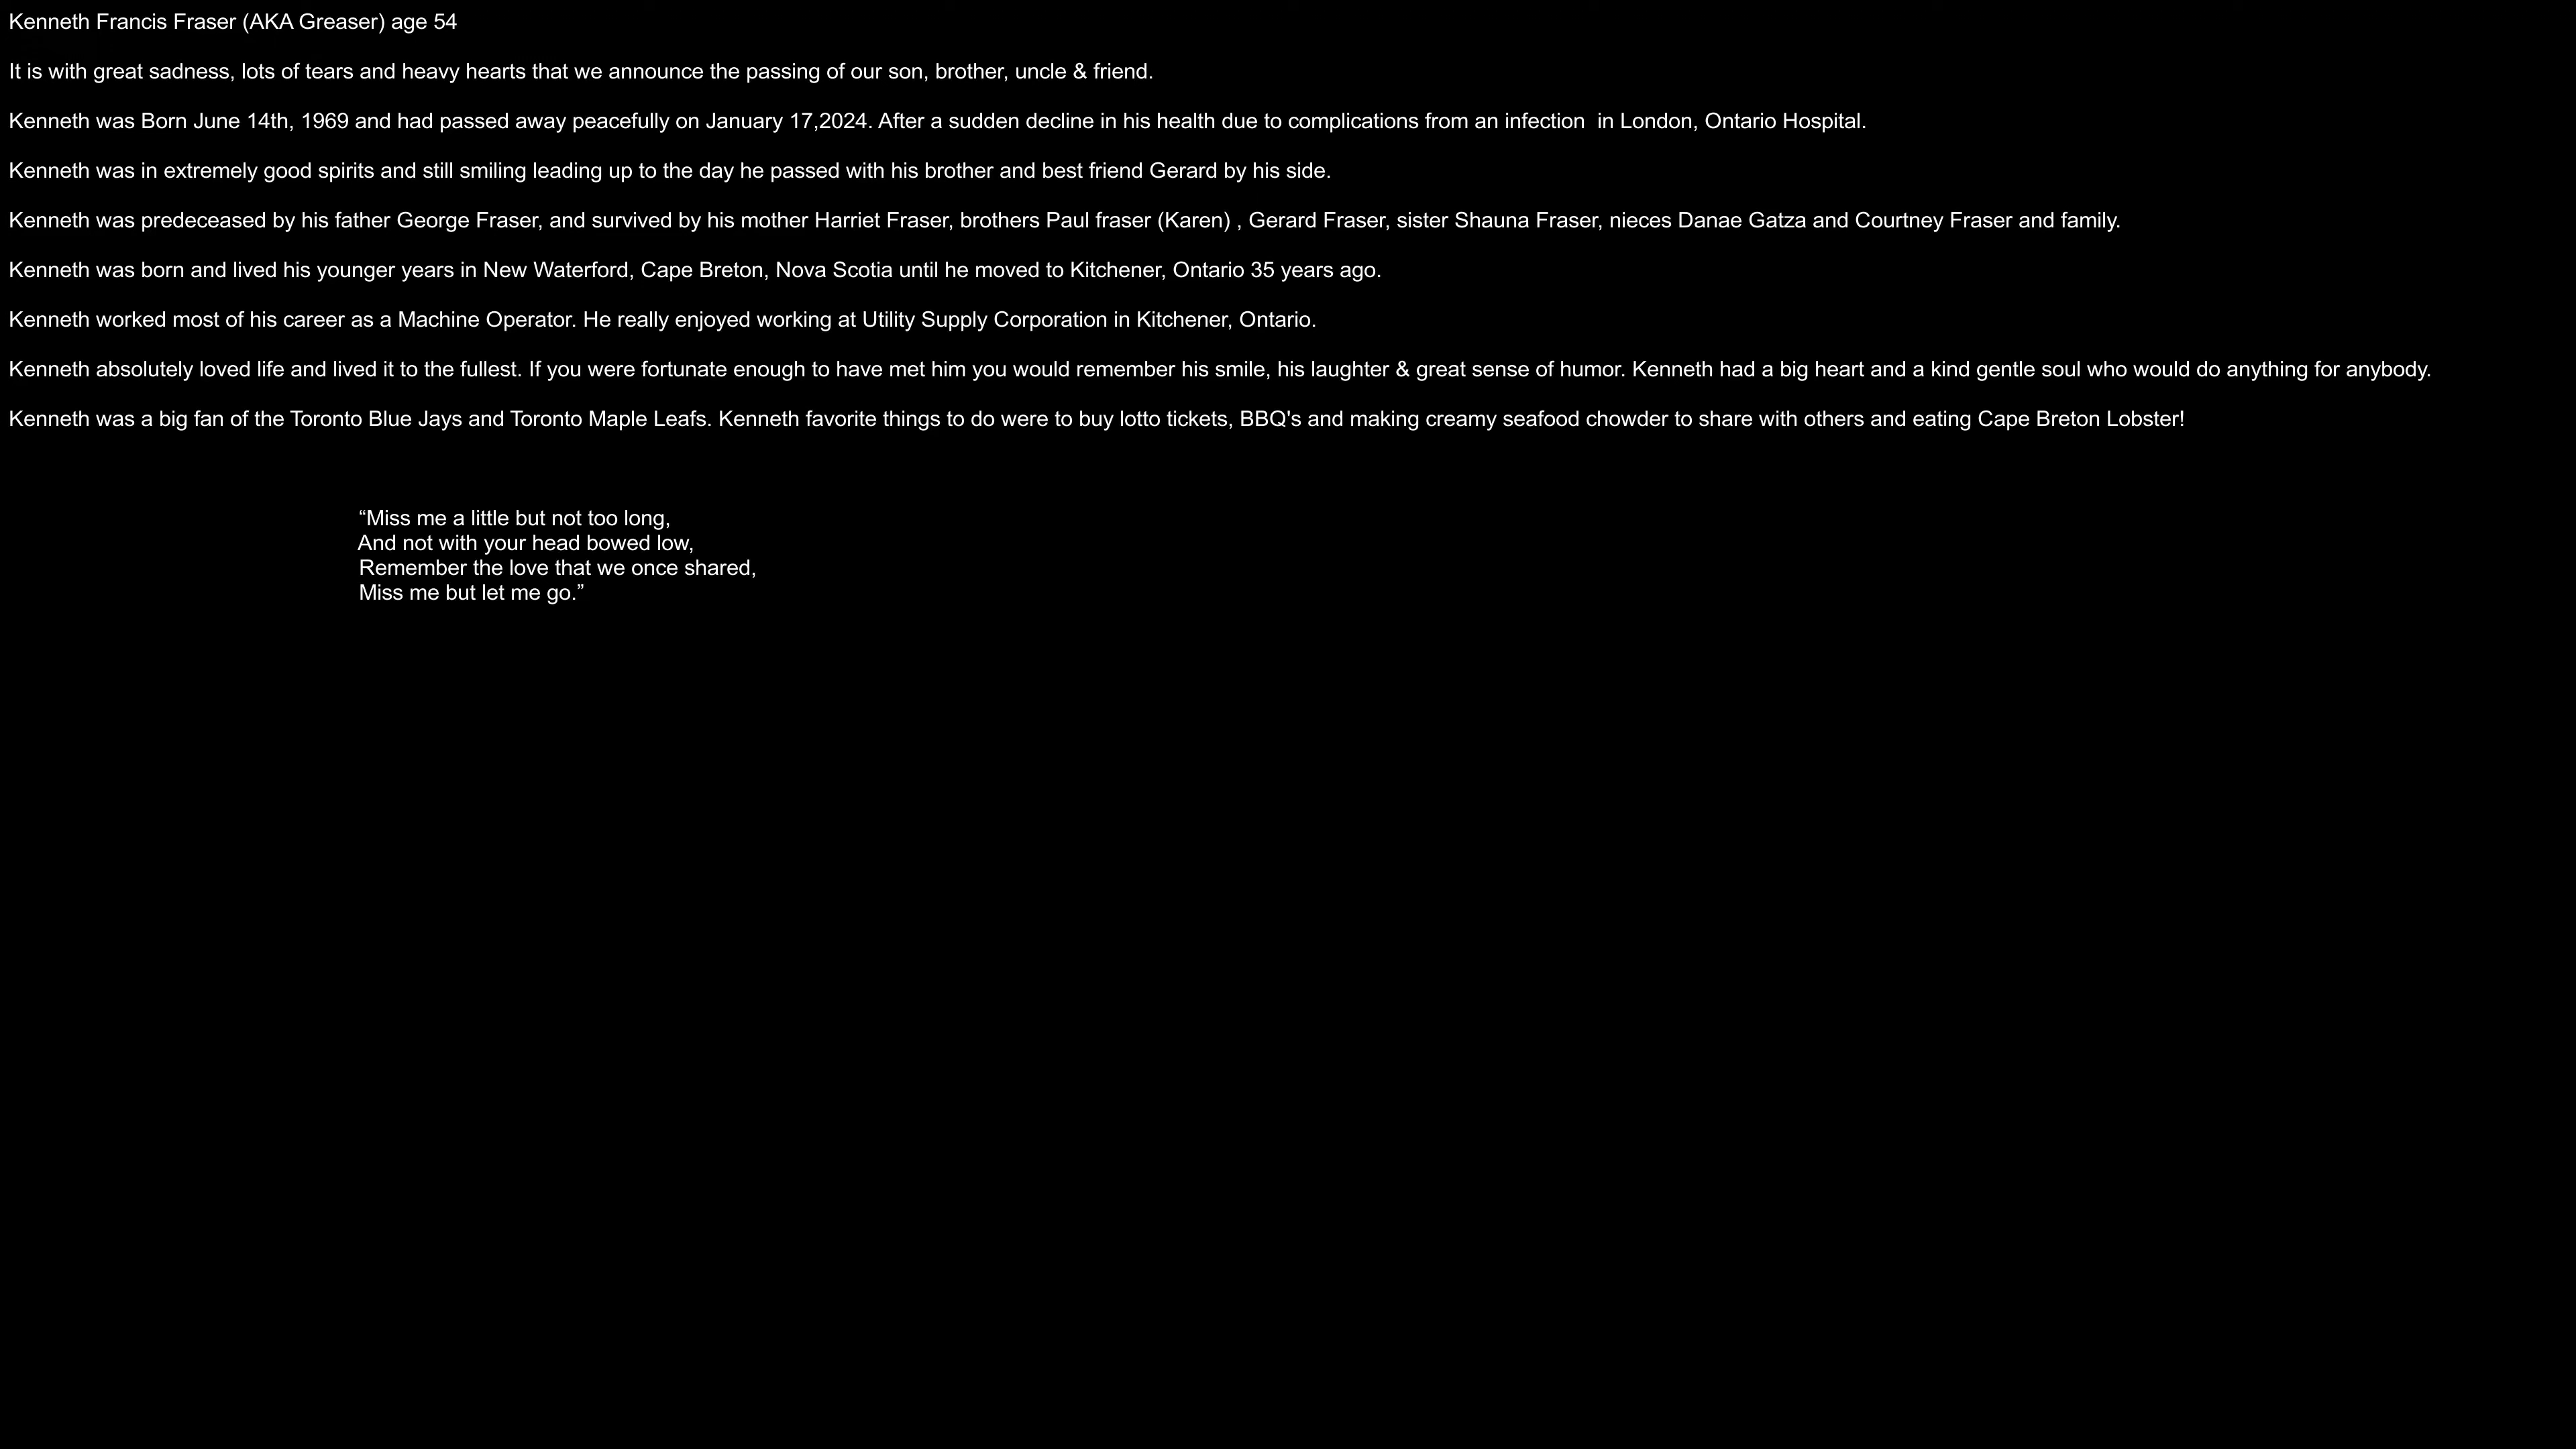 Kenneth Francis Fraser (AKA Greaser) age 54
It is with great sadness, lots of tears and heavy hearts that we announce the passing of our son, brother, uncle & friend.
Kenneth was Born June 14th, 1969 and had passed away peacefully on January 17,2024. After a sudden decline in his health due to complications from an infection  in London, Ontario Hospital.
Kenneth was in extremely good spirits and still smiling leading up to the day he passed with his brother and best friend Gerard by his side.
Kenneth was predeceased by his father George Fraser, and survived by his mother Harriet Fraser, brothers Paul fraser (Karen) , Gerard Fraser, sister Shauna Fraser, nieces Danae Gatza and Courtney Fraser and family.
Kenneth was born and lived his younger years in New Waterford, Cape Breton, Nova Scotia until he moved to Kitchener, Ontario 35 years ago.
Kenneth worked most of his career as a Machine Operator. He really enjoyed working at Utility Supply Corporation in Kitchener, Ontario.
Kenneth absolutely loved life and lived it to the fullest. If you were fortunate enough to have met him you would remember his smile, his laughter & great sense of humor. Kenneth had a big heart and a kind gentle soul who would do anything for anybody.
Kenneth was a big fan of the Toronto Blue Jays and Toronto Maple Leafs. Kenneth favorite things to do were to buy lotto tickets, BBQ's and making creamy seafood chowder to share with others and eating Cape Breton Lobster!
“Miss me a little but not too long,
And not with your head bowed low,
Remember the love that we once shared,
Miss me but let me go.”